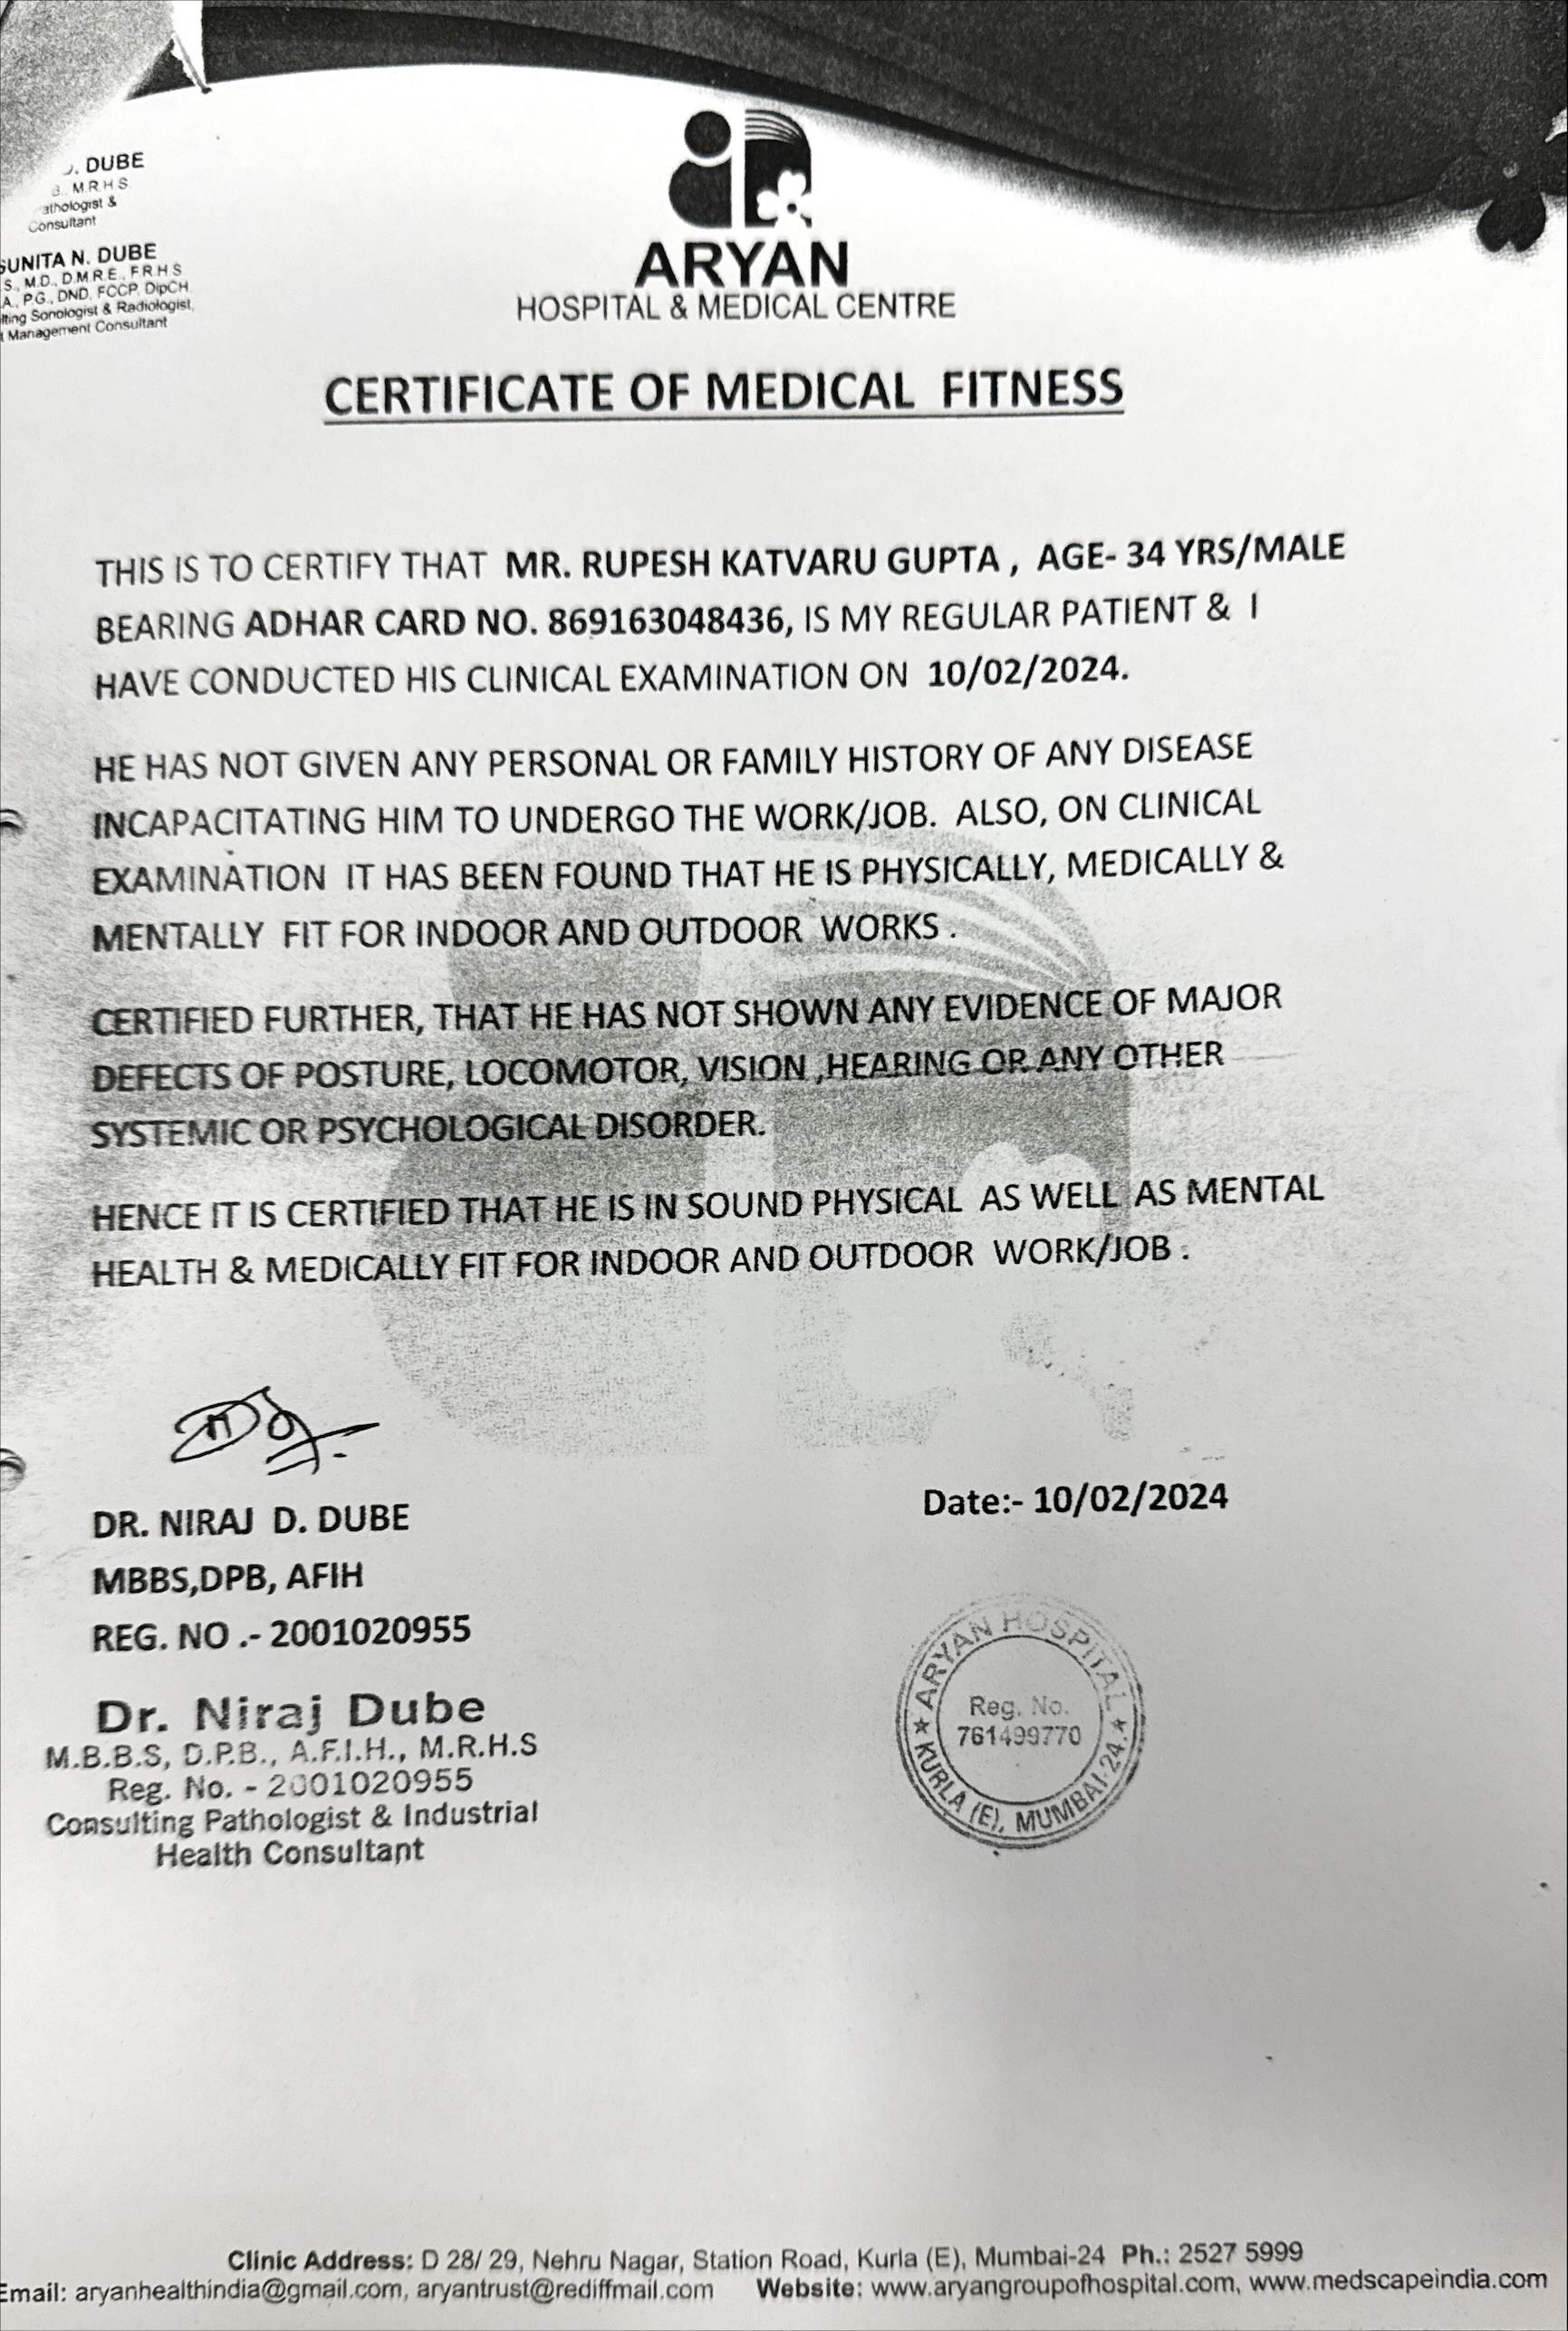 . DUBE
M.R.H.S.
athologist &
Consultant
SUNITA N. DUBE
S., M.D., D.M.R.E., F.R.H.S.
A., P.G., DND, FCCP, DipCH.
lting Sonologist & Radiologist,
t Management Consultant
ARYAN
HOSPITAL & MEDICAL CENTRE
CERTIFICATE OF MEDICAL FITNESS
THIS IS TO CERTIFY THAT MR. RUPESH KATVARU GUPTA , AGE- 34 YRS/MALE
BEARING ADHAR CARD NO. 869163048436, IS MY REGULAR PATIENT & I
HAVE CONDUCTED HIS CLINICAL EXAMINATION ON 10/02/2024.
HE HAS NOT GIVEN ANY PERSONAL OR FAMILY HISTORY OF ANY DISEASE
INCAPACITATING HIM TO UNDERGO THE WORK/JOB. ALSO, ON CLINICAL
EXAMINATION IT HAS BEEN FOUND THAT HE IS PHYSICALLY, MEDICALLY &
MENTALLY FIT FOR INDOOR AND OUTDOOR WORKS .
CERTIFIED FURTHER, THAT HE HAS NOT SHOWN ANY EVIDENCE OF MAJOR
DEFECTS OF POSTURE, LOCOMOTOR, VISION ,HEARING OR ANY OTHER
SYSTEMIC OR PSYCHOLOGICAL DISORDER.
HENCE IT IS CERTIFIED THAT HE IS IN SOUND PHYSICAL AS WELL AS MENTAL
HEALTH & MEDICALLY FIT FOR INDOOR AND OUTDOOR WORK/JOB .
DR. NIRAJ D. DUBE
MBBS,DPB, AFIH
REG. NO .- 2001020955
Date:- 10/02/2024
Dr. Niraj Dube
M.B.B.S, D.P.B., A.F.I.H., M.R.H.S
Reg. No. - 2001020955
Consulting Pathologist & Industrial
Health Consultant
★ ARYAN HOSPITAL ★
Reg. No.
761499770
KURLA (E), MUMBAI-24.
Clinic Address: D 28/ 29, Nehru Nagar, Station Road, Kurla (E), Mumbai-24 Ph.: 2527 5999
Email: aryanhealthindia@gmail.com, aryantrust@rediffmail.com Website: www.aryangroupofhospital.com, www.medscapeindia.com